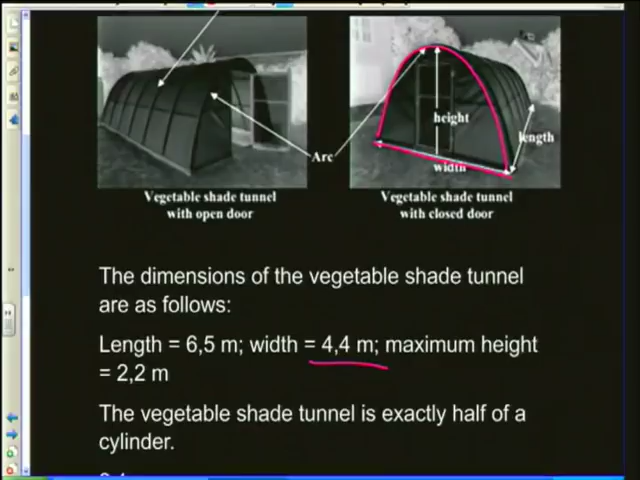 height
length
Arc
width
Vegetable shade tunnel
with open door
Vegetable shade tunnel
with closed door
The dimensions of the vegetable shade tunnel
are as follows:
Length = 6,5 m; width = 4,4 m; maximum height
= 2,2 m
The vegetable shade tunnel is exactly half of a
cylinder.